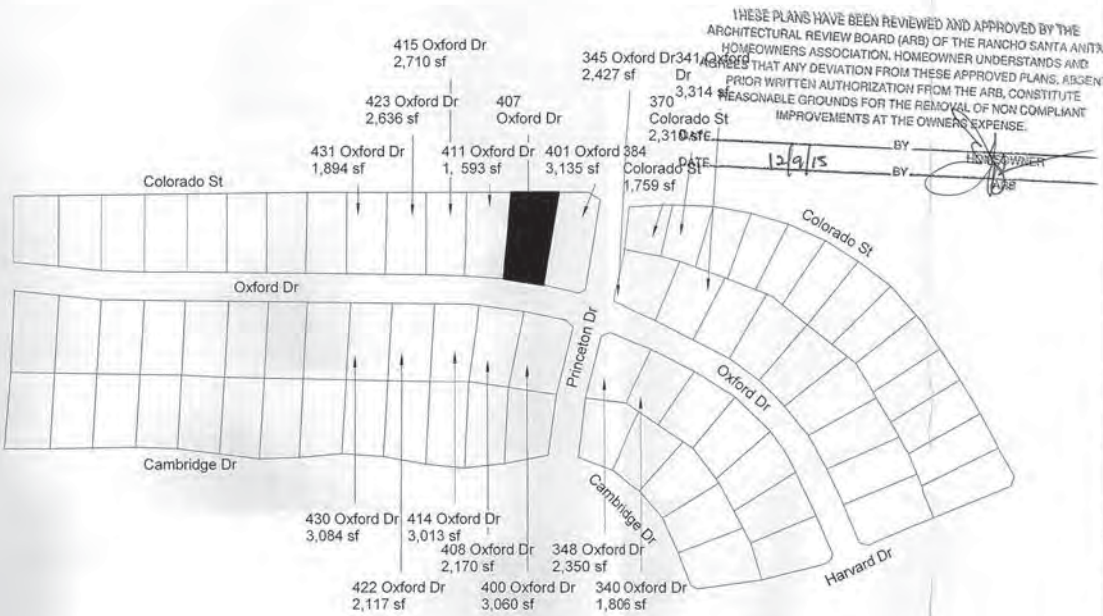 THESE PLANS HAVE BEEN REVIEWED AND APPROVED BY THE
ARCHITECTURAL REVIEW BOARD (ARB) OF THE RANCHO SANTA ANITA
HOMEOWNERS ASSOCIATION. HOMEOWNER UNDERSTANDS AND
AGREES THAT ANY DEVIATION FROM THESE APPROVED PLANS, ABSENT
PRIOR WRITTEN AUTHORIZATION FROM THE ARB, CONSTITUTE
REASONABLE GROUNDS FOR THE REMOVAL OF NON COMPLIANT
IMPROVEMENTS AT THE OWNERS EXPENSE.
DATE BY
HOMEOWNER
DATE 12/9/15 BY
ARB
415 Oxford Dr
2,710 sf
345 Oxford Dr
2,427 sf
341 Oxford
Dr
3,314 sf
423 Oxford Dr
2,636 sf
407
Oxford Dr
370
Colorado St
2,310 sf
431 Oxford Dr
1,894 sf
411 Oxford Dr
1, 593 sf
401 Oxford
3,135 sf
384
Colorado St
1,759 sf
Colorado St
Colorado St
Oxford Dr
Princeton Dr
Oxford Dr
Cambridge Dr
Cambridge Dr
Harvard Dr
430 Oxford Dr
3,084 sf
414 Oxford Dr
3,013 sf
408 Oxford Dr
2,170 sf
348 Oxford Dr
2,350 sf
422 Oxford Dr
2,117 sf
400 Oxford Dr
3,060 sf
340 Oxford Dr
1,806 sf